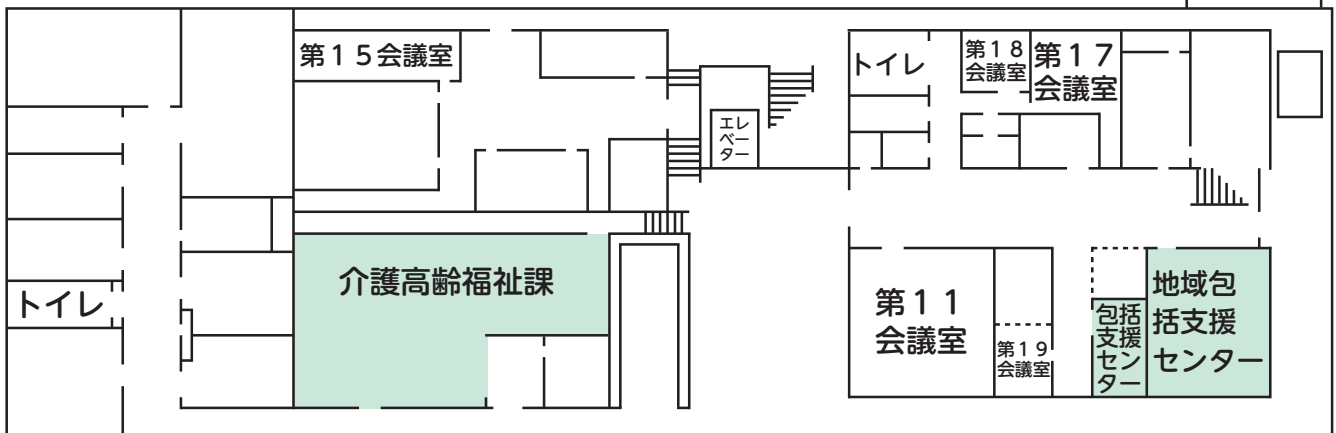 第１５会議室
トイレ
第１８
会議室
第１７
会議室
エレ
ベー
ター
介護高齢福祉課
トイレ
第１１
会議室
第１９
会議室
包括
支援
セン
ター
地域包
括支援
センター